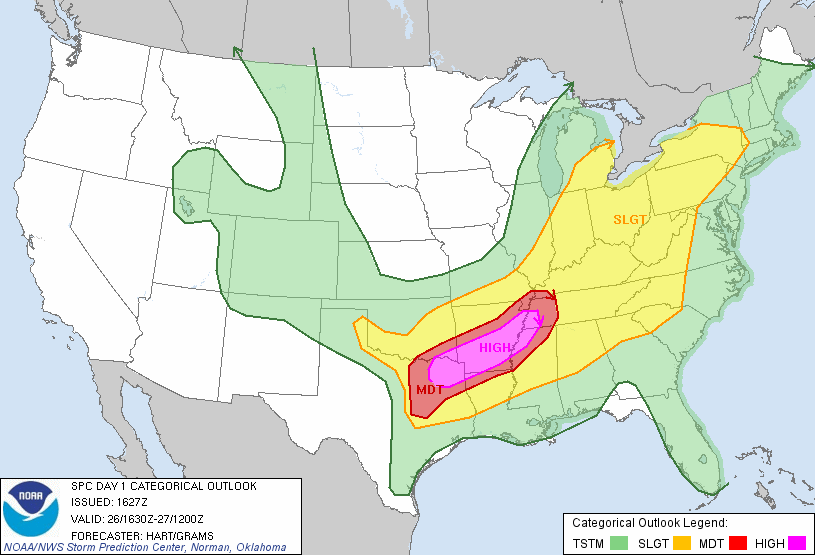 SLGT
HIGH
MDT
SPC DAY 1 CATEGORICAL OUTLOOK
ISSUED: 1627Z
VALID: 26/1630Z-27/1200Z
FORECASTER: HART/GRAMS
NOAA/NWS Storm Prediction Center, Norman, Oklahoma
NOAA
Categorical Outlook Legend:
TSTM SLGT MDT HIGH